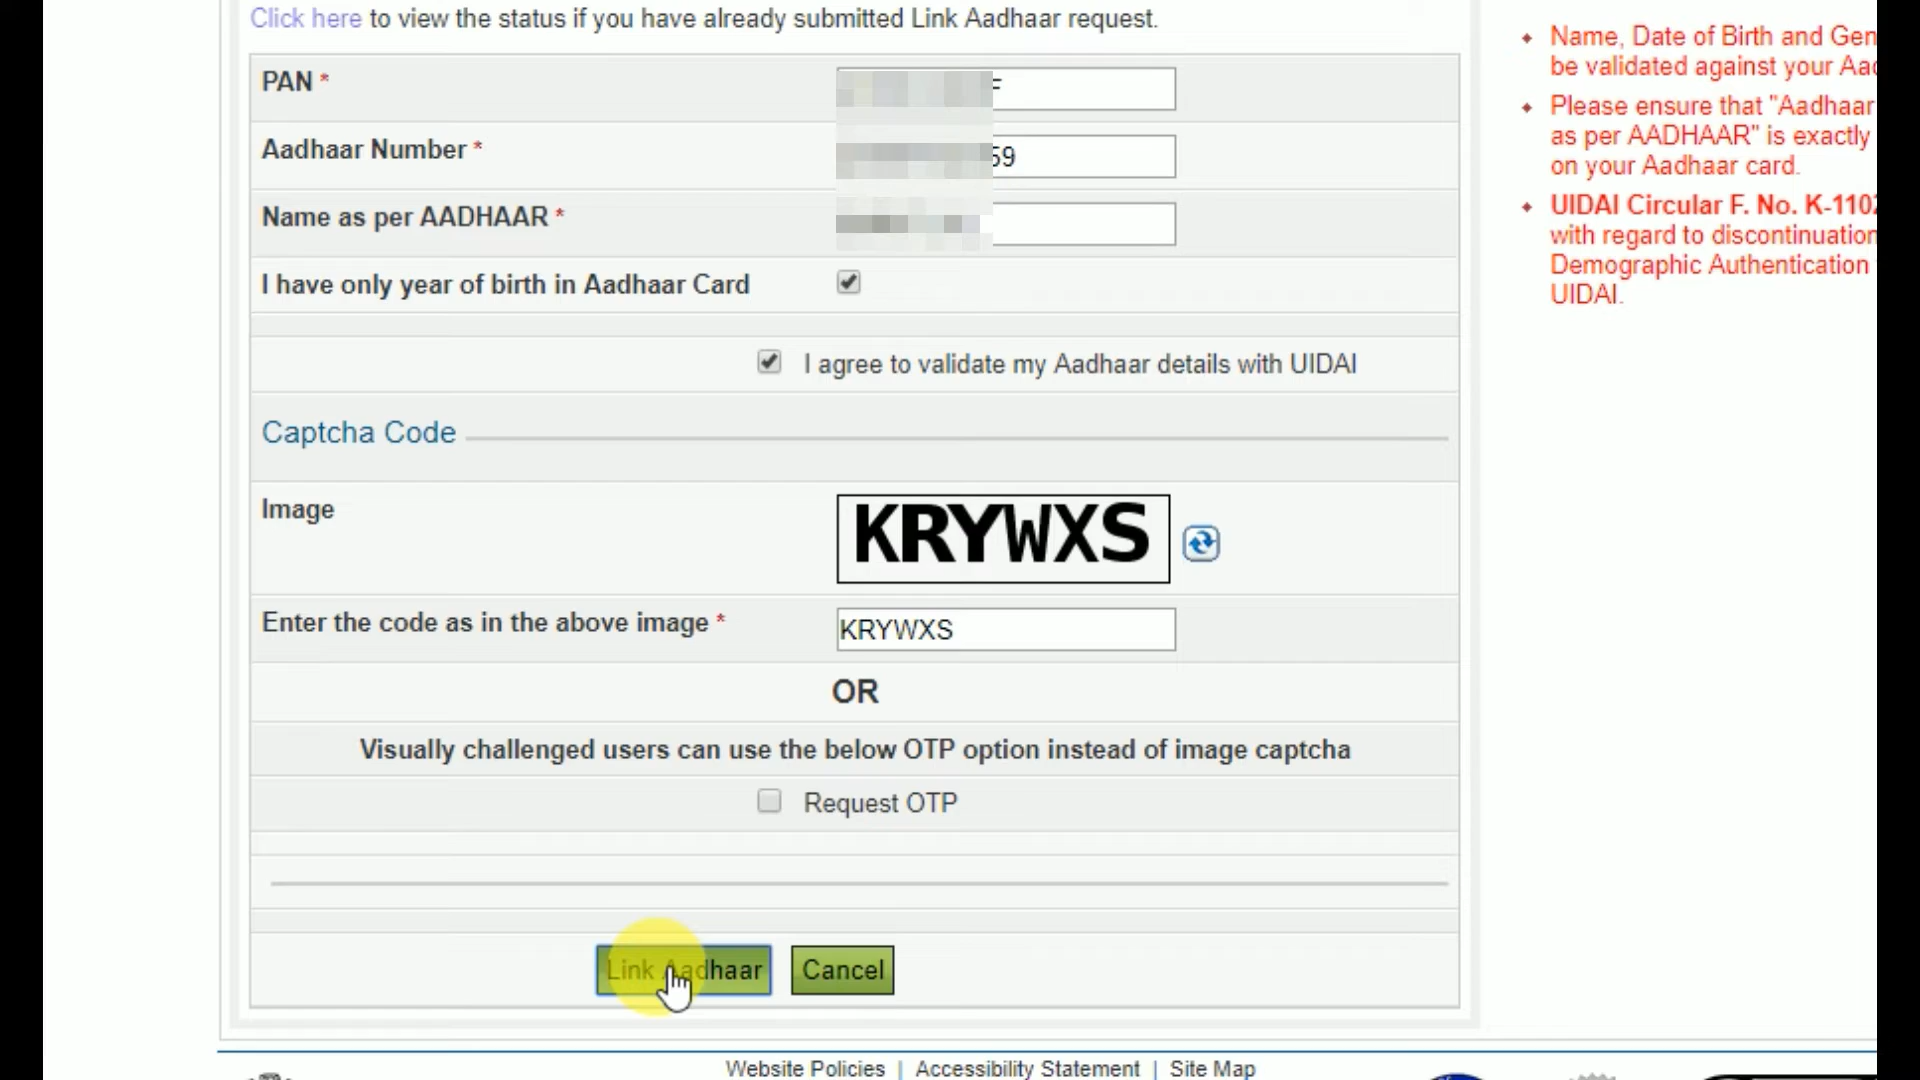 Click here to view the status if you have already submitted Link Aadhaar request.
PAN *
Aadhaar Number *
59
Name as per AADHAAR *
I have only year of birth in Aadhaar Card
I agree to validate my Aadhaar details with UIDAI
Captcha Code
Image
KRYWXS
Enter the code as in the above image *
KRYWXS
OR
Visually challenged users can use the below OTP option instead of image captcha
Request OTP
Link Aadhaar
Cancel
Website Policies | Accessibility Statement | Site Map
Name, Date of Birth and Gen
be validated against your Aad
Please ensure that "Aadhaar
as per AADHAAR" is exactly
on your Aadhaar card.
UIDAI Circular F. No. K-1102
with regard to discontinuation
Demographic Authentication
UIDAI.